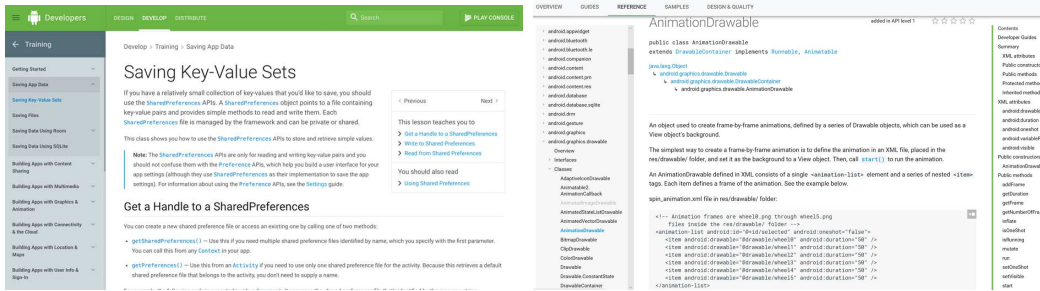 Developers
DESIGN DEVELOP DISTRIBUTE
Search
PLAY CONSOLE
Training
Getting Started
Saving App Data
Saving Key-Value Sets
Saving Files
Saving Data Using Room
Saving Data Using SQLite
Building Apps with Content
Sharing
Building Apps with Multimedia
Building Apps with Graphics &
Animation
Building Apps with Connectivity
& the Cloud
Building Apps with Location &
Maps
Building Apps with User Info &
Sign-In
Develop > Training > Saving App Data
Saving Key-Value Sets
If you have a relatively small collection of key-values that you'd like to save, you should
use the SharedPreferences APIs. A SharedPreferences object points to a file containing
key-value pairs and provides simple methods to read and write them. Each
SharedPreferences file is managed by the framework and can be private or shared.
This class shows you how to use the SharedPreferences APIs to store and retrieve simple values.
Note: The SharedPreferences APIs are only for reading and writing key-value pairs and you
should not confuse them with the Preference APIs, which help you build a user interface for your
app settings (although they use SharedPreferences as their implementation to save the app
settings). For information about using the Preference APIs, see the Settings guide.
< Previous
Next >
This lesson teaches you to
> Get a Handle to a SharedPreferences
> Write to Shared Preferences
> Read from Shared Preferences
You should also read
> Using Shared Preferences
Get a Handle to a SharedPreferences
You can create a new shared preference file or access an existing one by calling one of two methods:
• getSharedPreferences() — Use this if you need multiple shared preference files identified by name, which you specify with the first parameter.
You can call this from any Context in your app.
• getPreferences() — Use this from an Activity if you need to use only one shared preference file for the activity. Because this retrieves a default
shared preference file that belongs to the activity, you don't need to supply a name.
OVERVIEW GUIDES REFERENCE SAMPLES DESIGN & QUALITY
android.appwidget
android.bluetooth
android.bluetooth.le
android.companion
android.content
android.content.pm
android.content.res
android.database
android.database.sqlite
android.drm
android.gesture
android.graphics
android.graphics.drawable
Overview
Interfaces
Classes
AdaptiveIconDrawable
Animatable2.
AnimationCallback
AnimatedImageDrawable
AnimatedStateListDrawable
AnimatedVectorDrawable
AnimationDrawable
BitmapDrawable
ClipDrawable
ColorDrawable
Drawable
Drawable.ConstantState
DrawableContainer
AnimationDrawable
added in API level 1
public class AnimationDrawable
extends DrawableContainer implements Runnable, Animatable
java.lang.Object
↳ android.graphics.drawable.Drawable
↳ android.graphics.drawable.DrawableContainer
↳ android.graphics.drawable.AnimationDrawable
An object used to create frame-by-frame animations, defined by a series of Drawable objects, which can be used as a
View object's background.
The simplest way to create a frame-by-frame animation is to define the animation in an XML file, placed in the
res/drawable/ folder, and set it as the background to a View object. Then, call start() to run the animation.
An AnimationDrawable defined in XML consists of a single <animation-list> element and a series of nested <item>
tags. Each item defines a frame of the animation. See the example below.
spin_animation.xml file in res/drawable/ folder:
<!-- Animation frames are wheel0.png through wheel5.png
files inside the res/drawable/ folder -->
<animation-list android:id="@+id/selected" android:oneshot="false">
<item android:drawable="@drawable/wheel0" android:duration="50" />
<item android:drawable="@drawable/wheel1" android:duration="50" />
<item android:drawable="@drawable/wheel2" android:duration="50" />
<item android:drawable="@drawable/wheel3" android:duration="50" />
<item android:drawable="@drawable/wheel4" android:duration="50" />
<item android:drawable="@drawable/wheel5" android:duration="50" />
</animation-list>
Contents
Developer Guides
Summary
XML attributes
Public constructo
Public methods
Protected metho
Inherited method
XML attributes
android:drawable
android:duration
android:oneshot
android:variableP
android:visible
Public constructors
AnimationDrawab
Public methods
addFrame
getDuration
getFrame
getNumberOfFra
inflate
isOneShot
isRunning
mutate
run
setOneShot
setVisible
start